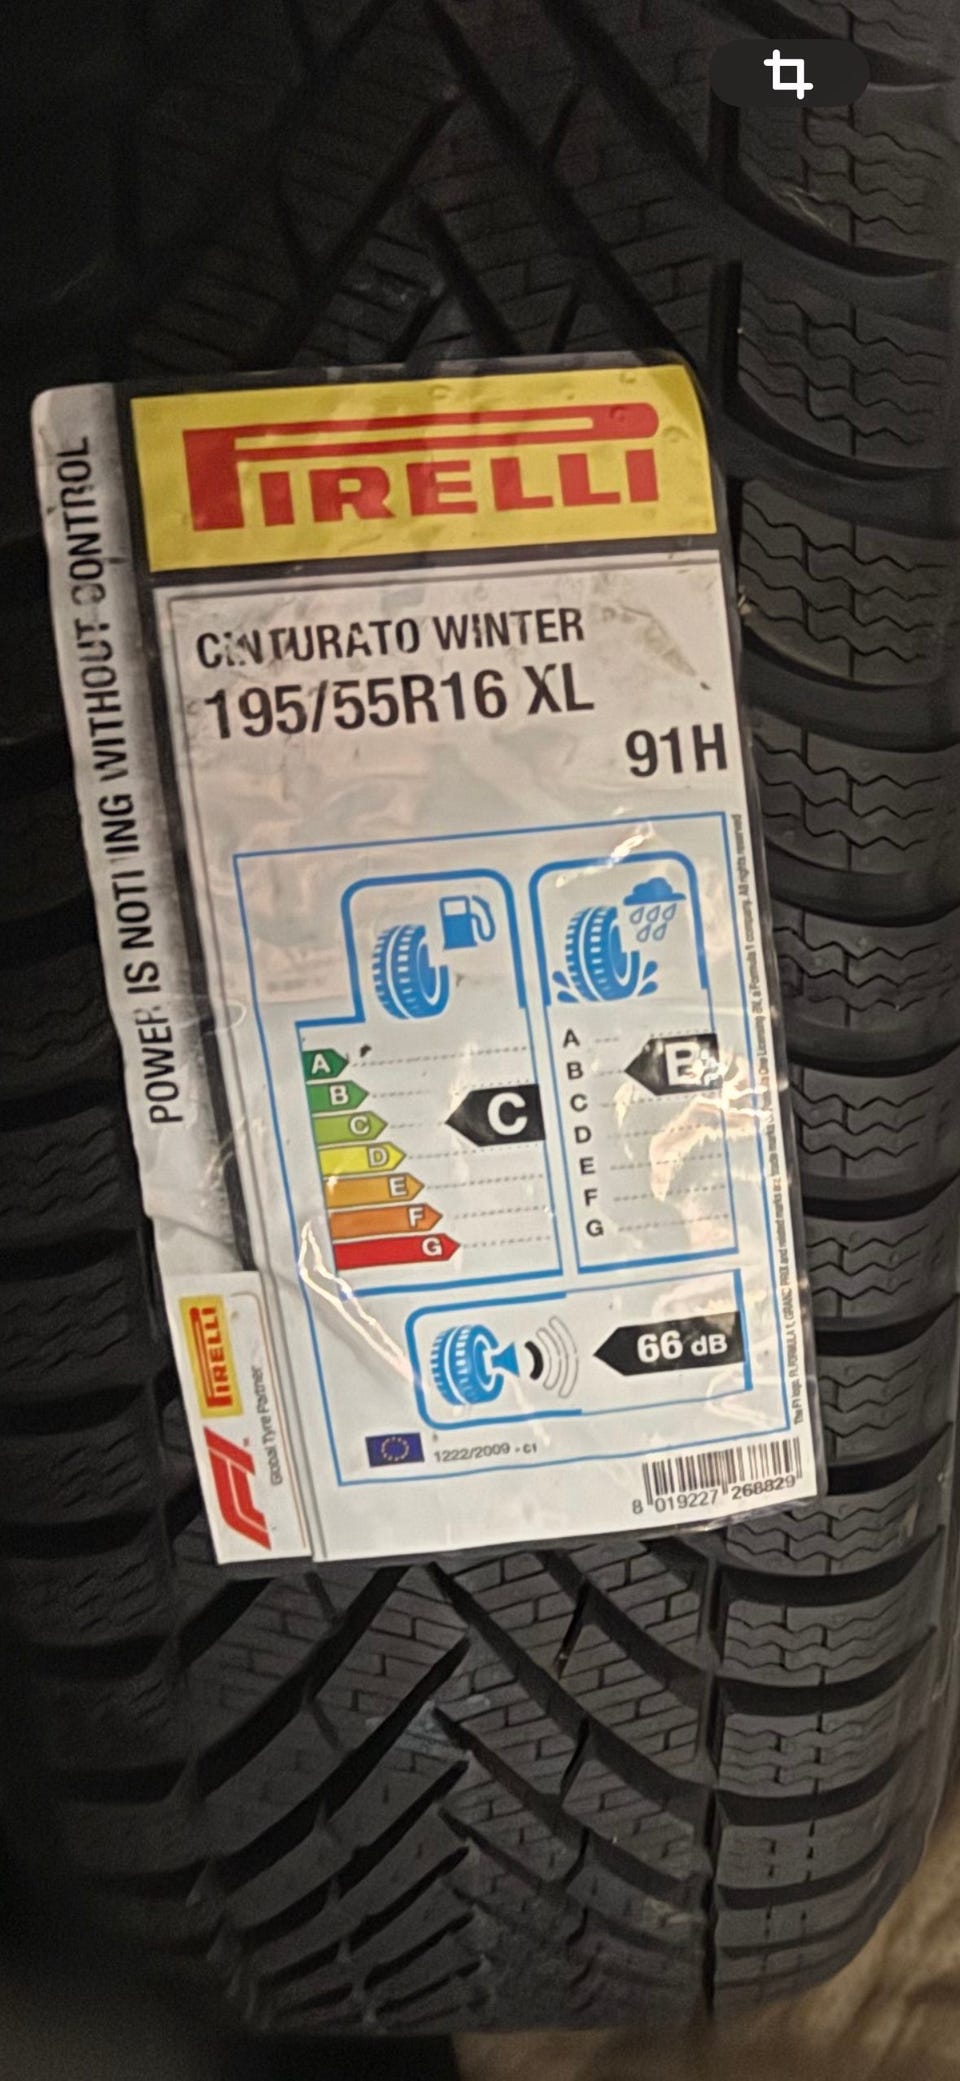 PIRELLI
CINTURATO WINTER
195/55R16 XL
91H
POWER IS NOTHING WITHOUT CONTROL
A
B
C
D
E
F
G
C
A
B
C
D
E
F
G
B
66 dB
1222/2009 - C1
8 019227 268829
PIRELLI
F1
Global Tyre Partner